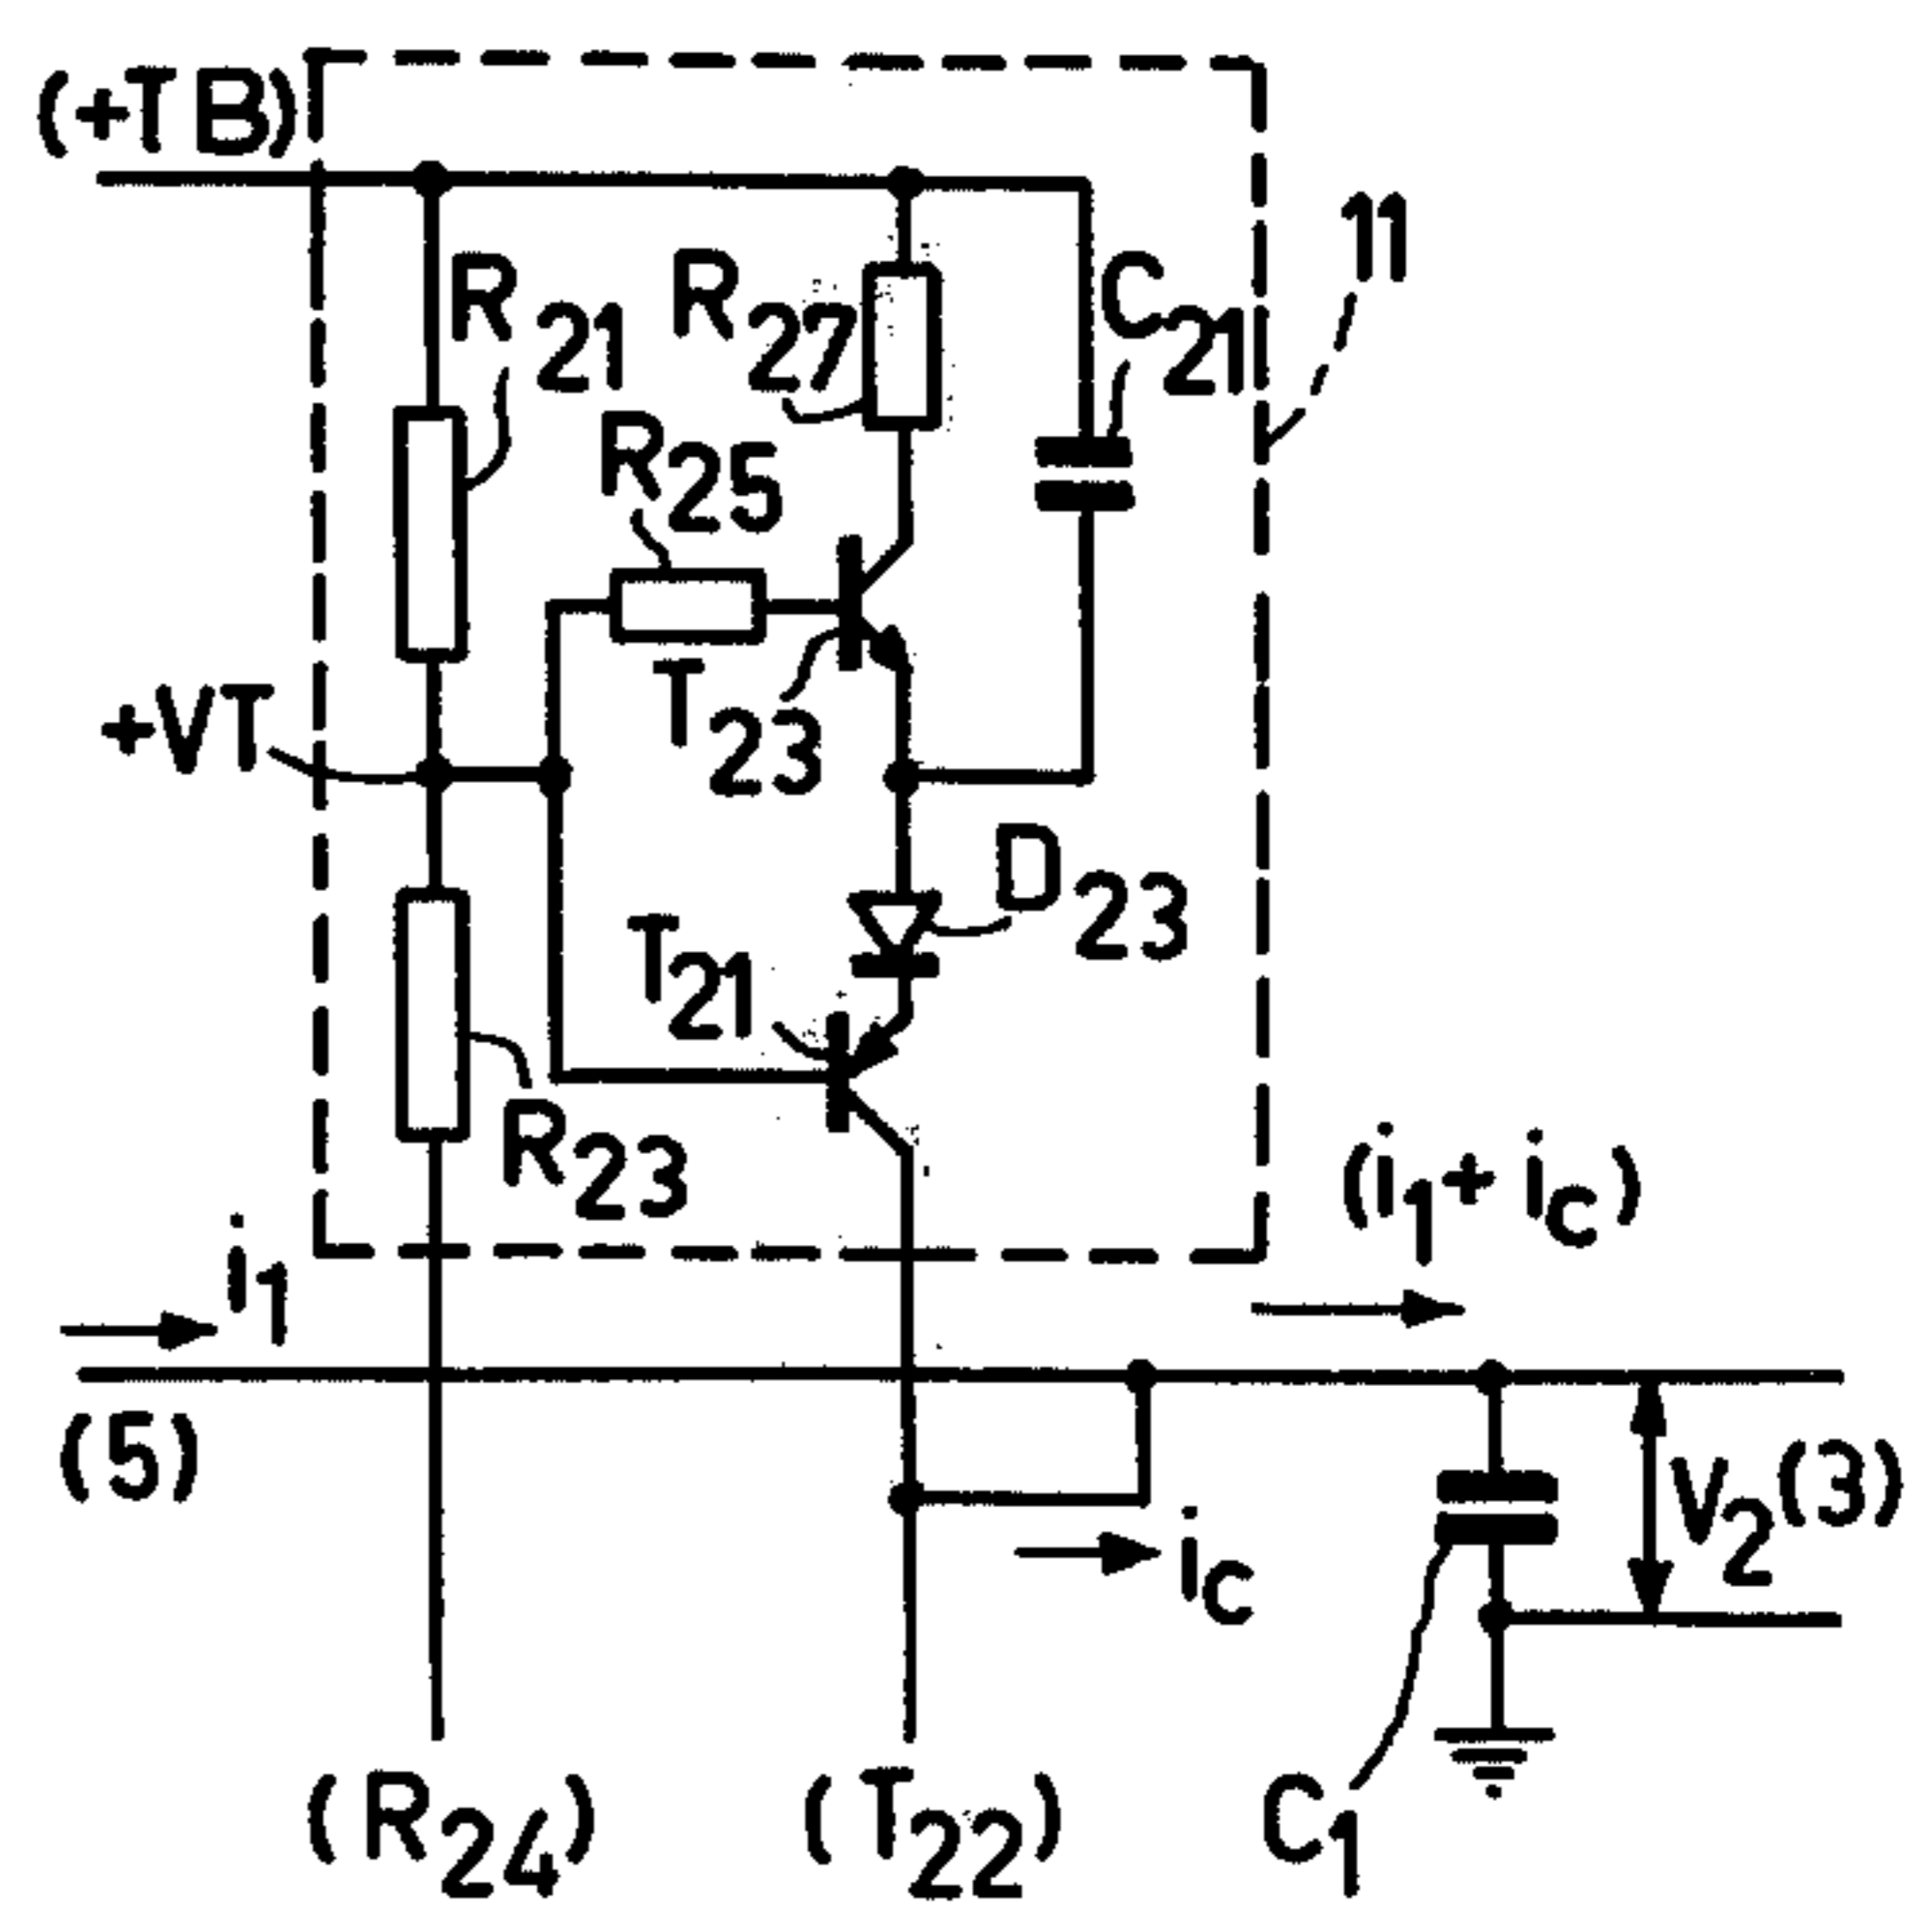 (+TB)
11
R21
R27
C21
R25
T23
+VT
D23
T21
R23
(i1+ic)
i1
(5)
V2(3)
ic
(R24)
(T22)
C1